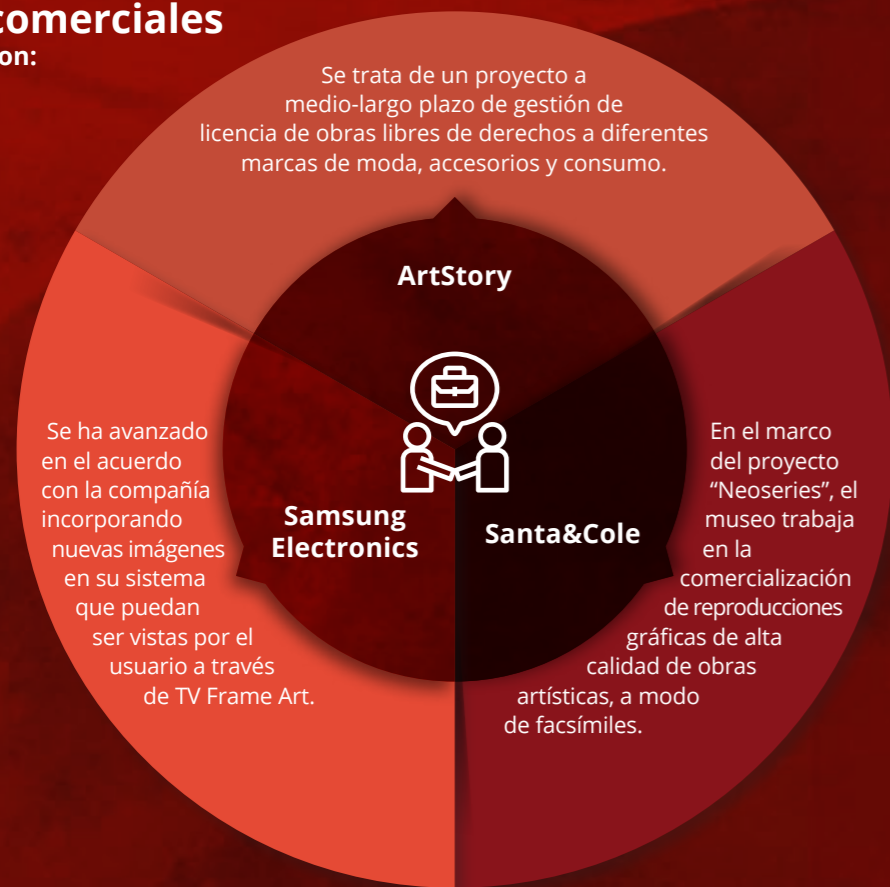 comerciales
on:
Se trata de un proyecto a
medio-largo plazo de gestión de
licencia de obras libres de derechos a diferentes
marcas de moda, accesorios y consumo.
ArtStory
Samsung
Electronics
Santa&Cole
Se ha avanzado
en el acuerdo
con la compañía
incorporando
nuevas imágenes
en su sistema
que puedan
ser vistas por el
usuario a través
de TV Frame Art.
En el marco
del proyecto
“Neoseries”, el
museo trabaja
en la
comercialización
de reproducciones
gráficas de alta
calidad de obras
artísticas, a modo
de facsímiles.